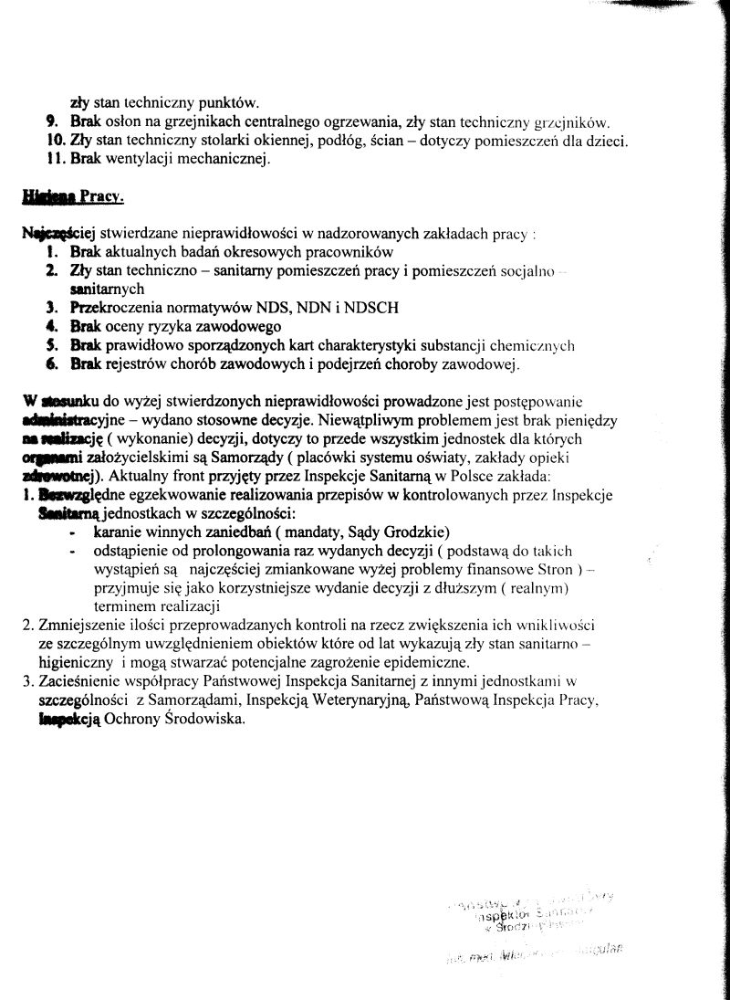 zły stan techniczny punktów.
9. Brak osłon na grzejnikach centralnego ogrzewania, zły stan techniczny grzejników.
10. Zły stan techniczny stolarki okiennej, podłóg, ścian – dotyczy pomieszczeń dla dzieci.
11. Brak wentylacji mechanicznej.
Higiena Pracy.
Najczęściej stwierdzane nieprawidłowości w nadzorowanych zakładach pracy :
1. Brak aktualnych badań okresowych pracowników
2. Zły stan techniczno – sanitarny pomieszczeń pracy i pomieszczeń socjalno –
sanitarnych
3. Przekroczenia normatywów NDS, NDN i NDSCH
4. Brak oceny ryzyka zawodowego
5. Brak prawidłowo sporządzonych kart charakterystyki substancji chemicznych
6. Brak rejestrów chorób zawodowych i podejrzeń choroby zawodowej.
W stosunku do wyżej stwierdzonych nieprawidłowości prowadzone jest postępowanie
administracyjne – wydano stosowne decyzje. Niewątpliwym problemem jest brak pieniędzy
na realizację ( wykonanie) decyzji, dotyczy to przede wszystkim jednostek dla których
organami założycielskimi są Samorządy ( placówki systemu oświaty, zakłady opieki
zdrowotnej). Aktualny front przyjęty przez Inspekcje Sanitarną w Polsce zakłada:
1. Bezwzględne egzekwowanie realizowania przepisów w kontrolowanych przez Inspekcje
Sanitarną jednostkach w szczególności:
- karanie winnych zaniedbań ( mandaty, Sądy Grodzkie)
- odstąpienie od prolongowania raz wydanych decyzji ( podstawą do takich
wystąpień są najczęściej zmiankowane wyżej problemy finansowe Stron ) –
przyjmuje się jako korzystniejsze wydanie decyzji z dłuższym ( realnym)
terminem realizacji
2. Zmniejszenie ilości przeprowadzanych kontroli na rzecz zwiększenia ich wnikliwości
ze szczególnym uwzględnieniem obiektów które od lat wykazują zły stan sanitarno –
higieniczny i mogą stwarzać potencjalne zagrożenie epidemiczne.
3. Zacieśnienie współpracy Państwowej Inspekcja Sanitarnej z innymi jednostkami w
szczególności z Samorządami, Inspekcją Weterynaryjną, Państwową Inspekcja Pracy,
Inspekcją Ochrony Środowiska.
Inspektor
w
med.